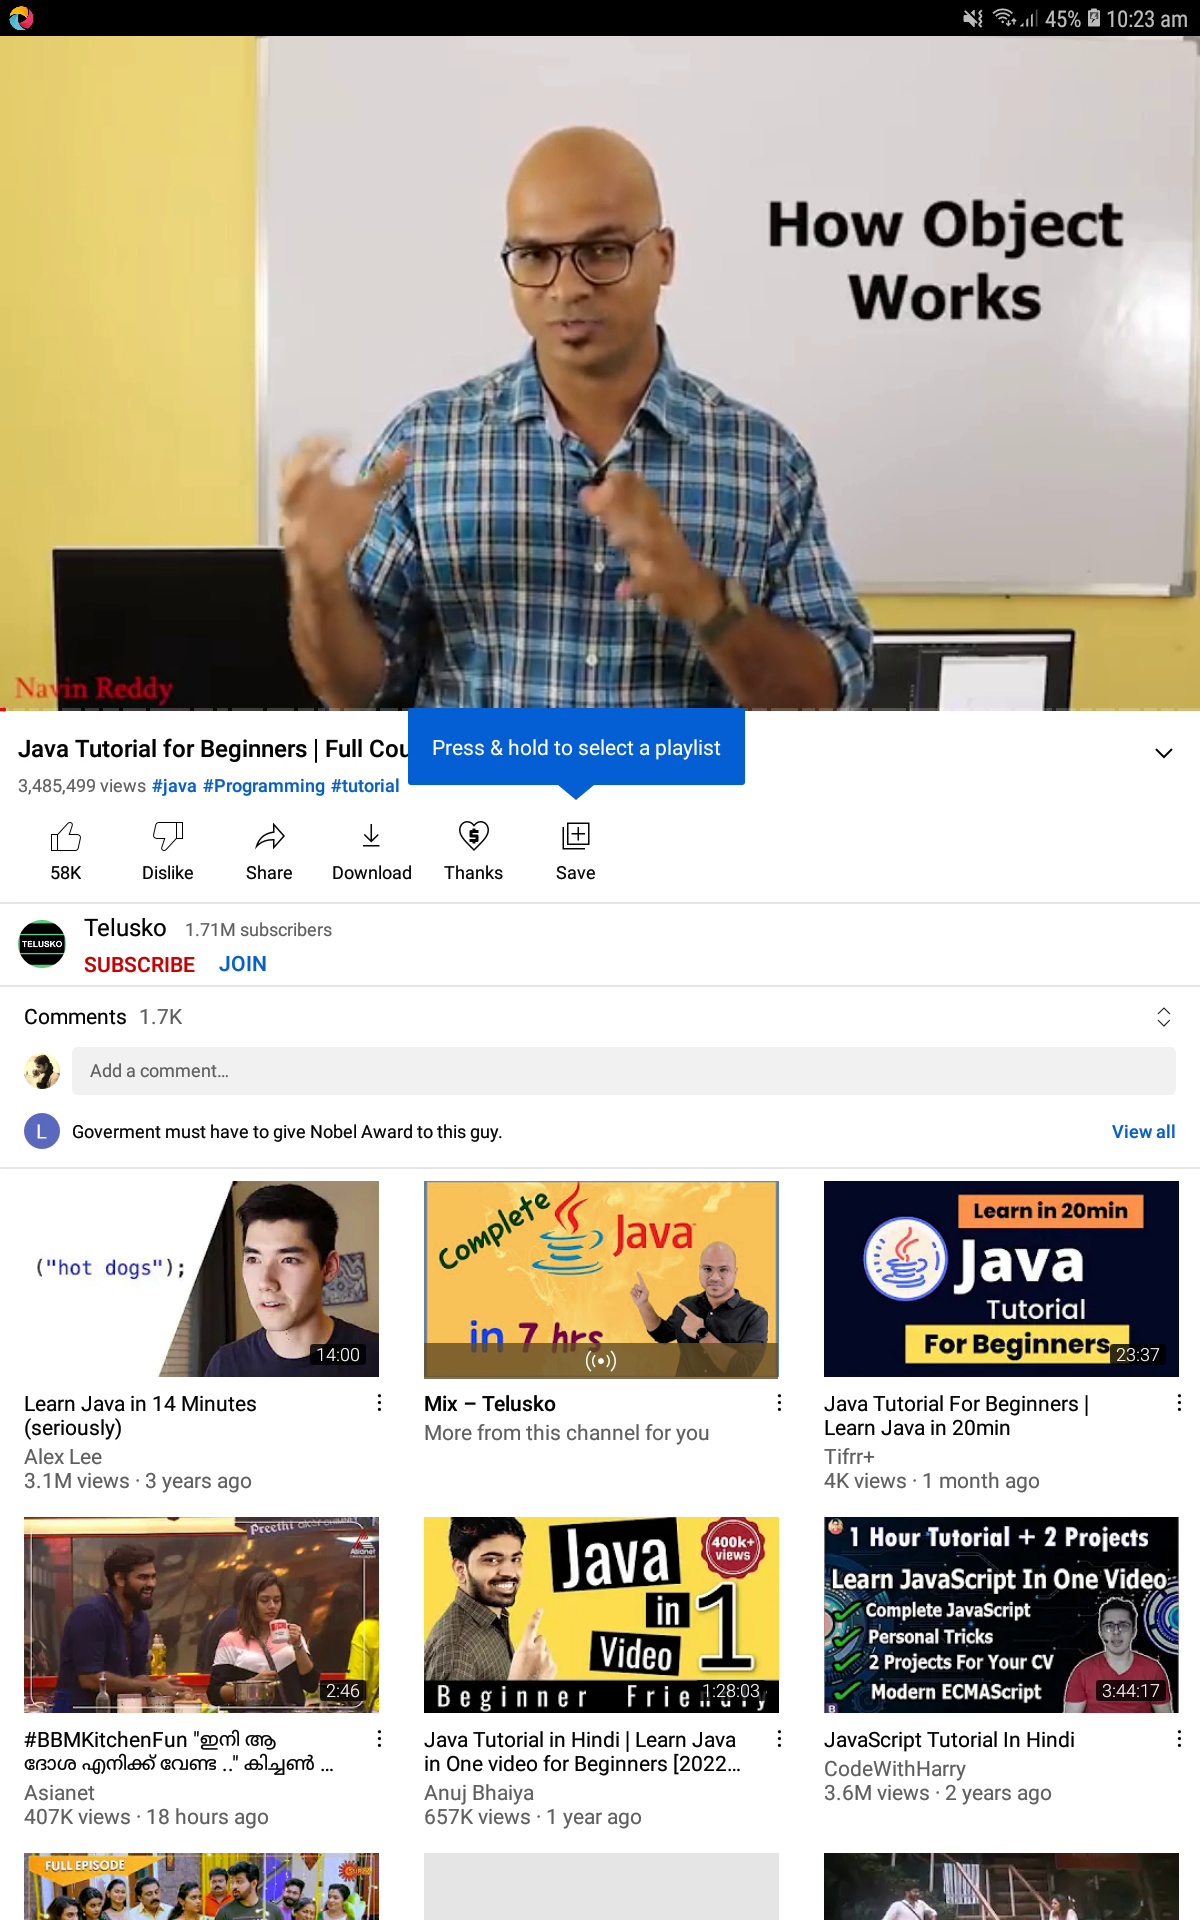 45% 10:23 am
How Object
Works
Navin Reddy
Java Tutorial for Beginners | Full Cou
Press & hold to select a playlist
3,485,499 views #java #Programming #tutorial
58K Dislike Share Download Thanks Save
TELUSKO
Telusko 1.71M subscribers
SUBSCRIBE JOIN
Comments 1.7K
Add a comment...
L Goverment must have to give Nobel Award to this guy. View all
("hot dogs");
14:00
Complete
Java
in 7 hrs
Learn in 20min
Java
Tutorial
For Beginners
23:37
Learn Java in 14 Minutes
(seriously)
Alex Lee
3.1M views · 3 years ago
Mix – Telusko
More from this channel for you
Java Tutorial For Beginners |
Learn Java in 20min
Tifrr+
4K views · 1 month ago
Preethi
Asianet
2:46
Java
in 1
Video
400k+
views
Beginner
1:28:03
1 Hour Tutorial + 2 Projects
Learn JavaScript In One Video
Complete JavaScript
Personal Tricks
2 Projects For Your CV
Modern ECMAScript
3:44:17
#BBMKitchenFun "ഇനി ആ
ദോശ എനിക്ക് വേണ്ട .." കിച്ചൺ ...
Asianet
407K views · 18 hours ago
Java Tutorial in Hindi | Learn Java
in One video for Beginners [2022...
Anuj Bhaiya
657K views · 1 year ago
JavaScript Tutorial In Hindi
CodeWithHarry
3.6M views · 2 years ago
FULL EPISODE